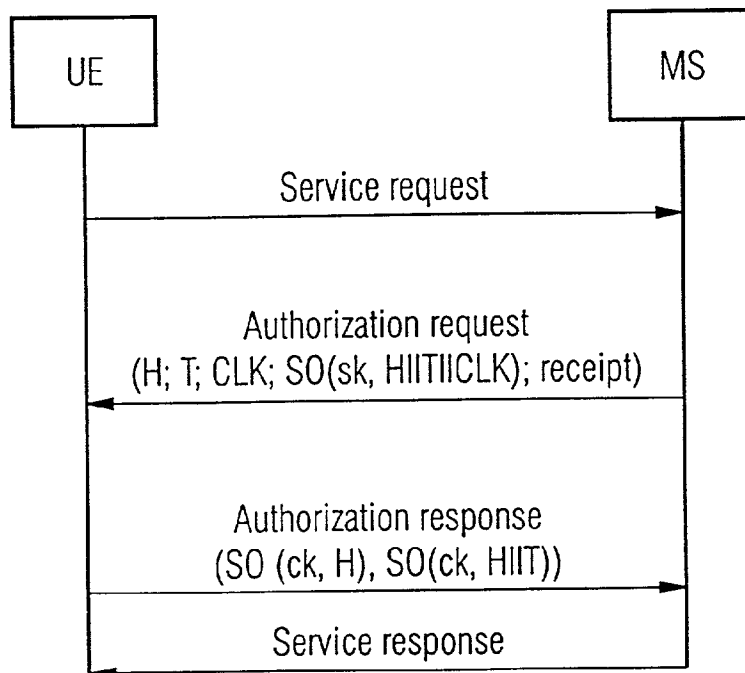 UE
MS
Service request
Authorization request
(H; T; CLK; SO(sk, HIITIICLK); receipt)
Authorization response
(SO (ck, H), SO(ck, HIIT))
Service response